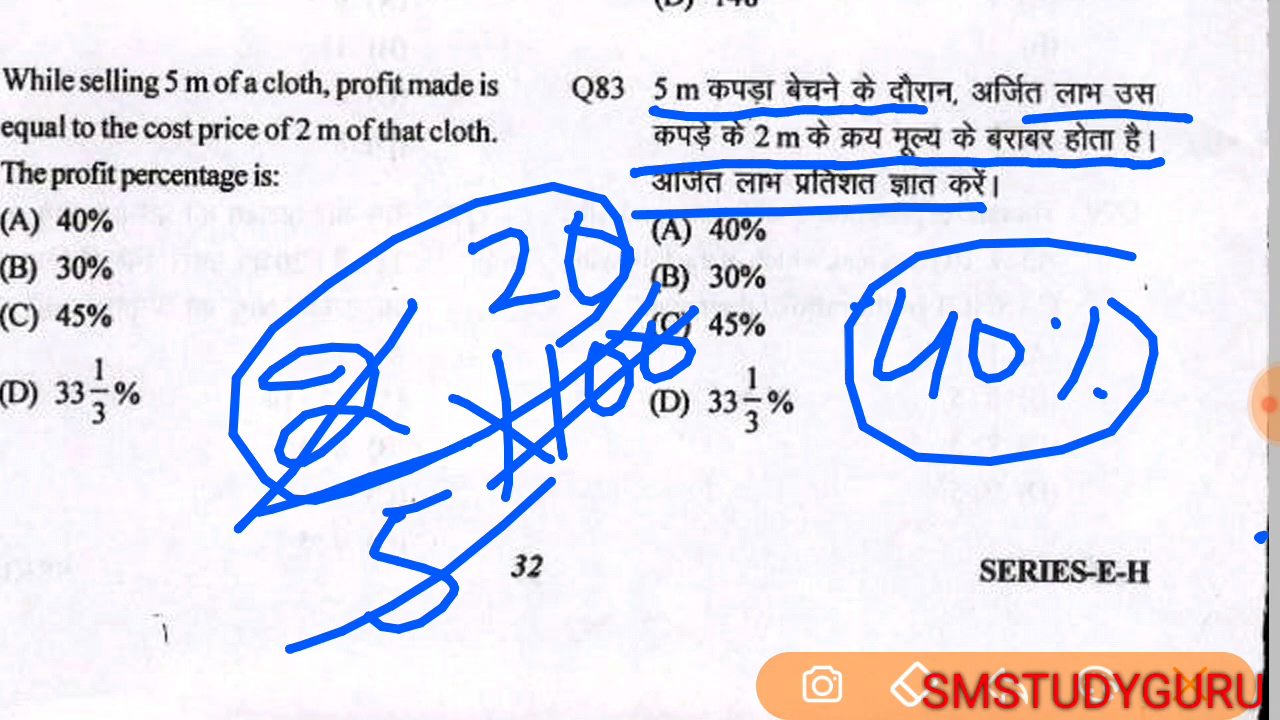 (D) 148
While selling 5 m of a cloth, profit made is
equal to the cost price of 2 m of that cloth.
The profit percentage is:
(A) 40%
(B) 30%
(C) 45%
(D) 33 1/3 %
Q83 5 m कपड़ा बेचने के दौरान, अर्जित लाभ उस
कपड़े के 2 m के क्रय मूल्य के बराबर होता है।
अर्जित लाभ प्रतिशत ज्ञात करें।
(A) 40%
(B) 30%
(C) 45%
(D) 33 1/3 %
20
2 × 100
5
40%
32
SERIES-E-H
SMSTUDYGURU